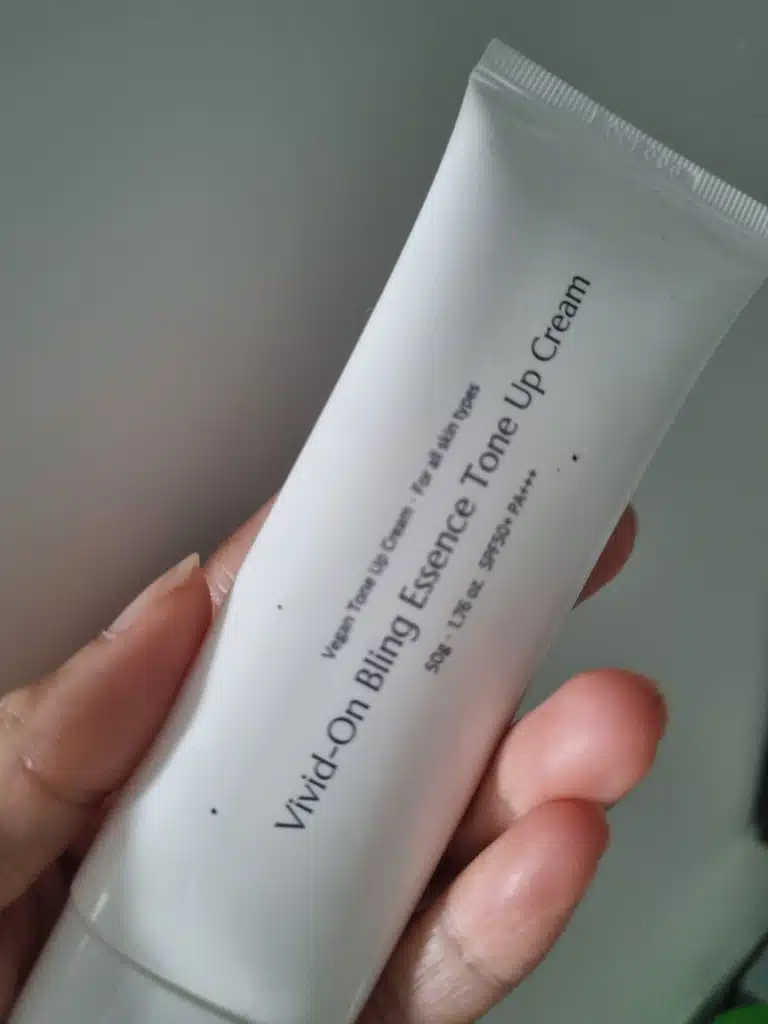 Vegan Tone Up Cream - For all skin types
Vivid-On Bling Essence Tone Up Cream
50g - 1.76 oz. SPF50+ PA+++